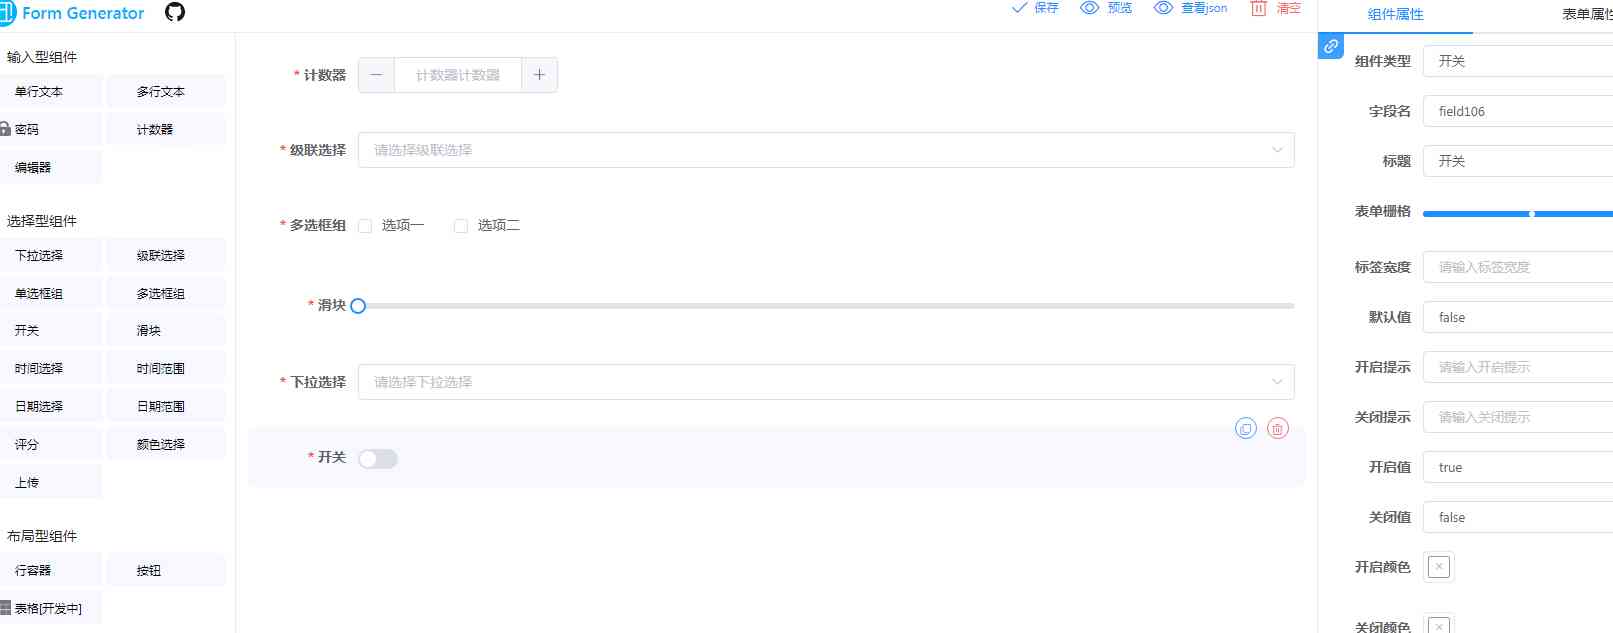 Form Generator
保存
预览
查看json
清空
输入型组件
单行文本
多行文本
密码
计数器
编辑器
选择型组件
下拉选择
级联选择
单选框组
多选框组
开关
滑块
时间选择
时间范围
日期选择
日期范围
评分
颜色选择
上传
布局型组件
行容器
按钮
表格[开发中]
*计数器
计数器计数器
*级联选择
请选择级联选择
*多选框组
选项一
选项二
*滑块
*下拉选择
请选择下拉选择
*开关
组件属性
表单属性
组件类型
开关
字段名
field106
标题
开关
表单栅格
标签宽度
请输入标签宽度
默认值
false
开启提示
请输入开启提示
关闭提示
请输入关闭提示
开启值
true
关闭值
false
开启颜色
关闭颜色